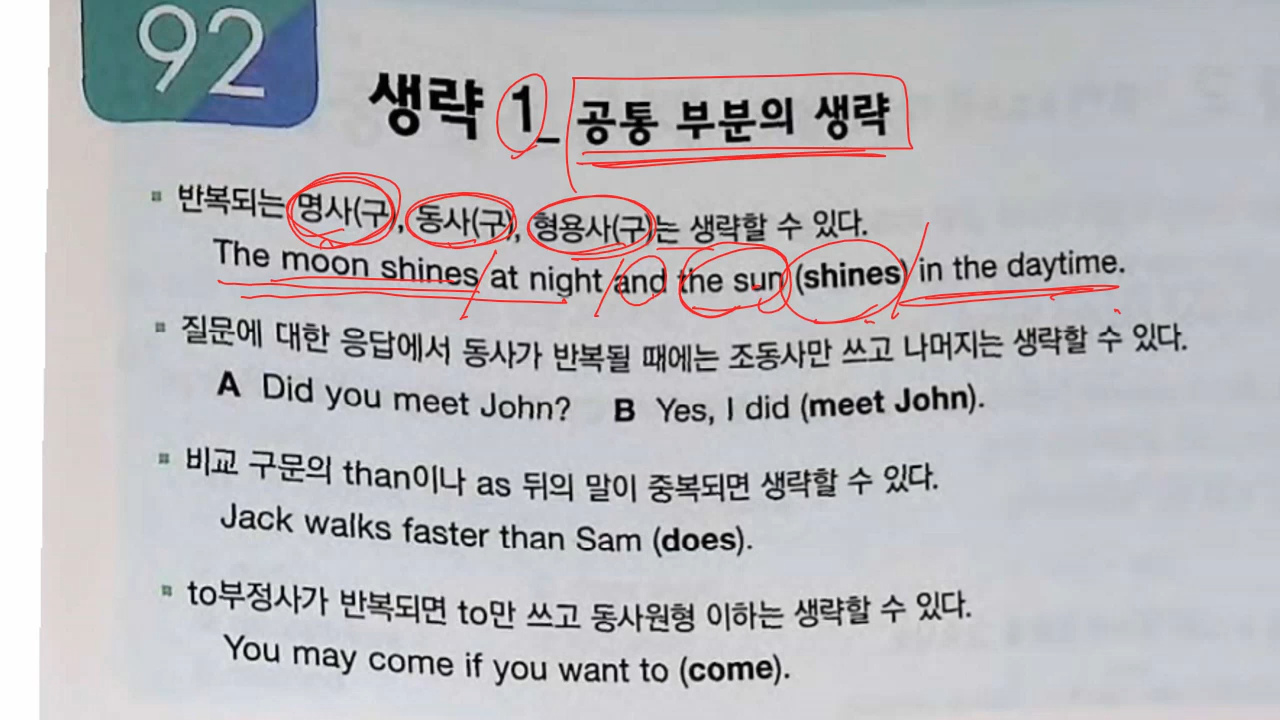 92
생략 1_ 공통 부분의 생략
반복되는 명사(구), 동사(구), 형용사(구)는 생략할 수 있다.
The moon shines at night and the sun (shines) in the daytime.
질문에 대한 응답에서 동사가 반복될 때에는 조동사만 쓰고 나머지는 생략할 수 있다.
A Did you meet John? B Yes, I did (meet John).
비교 구문의 than이나 as 뒤의 말이 중복되면 생략할 수 있다.
Jack walks faster than Sam (does).
to부정사가 반복되면 to만 쓰고 동사원형 이하는 생략할 수 있다.
You may come if you want to (come).